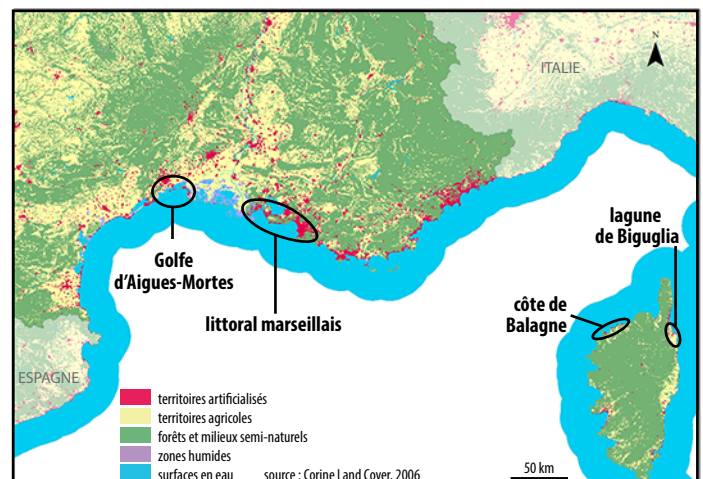 N
ITALIE
lagune
de Biguglia
Golfe
d'Aigues-Mortes
côte de
Balagne
littoral marseillais
ESPAGNE
territoires artificialisés
territoires agricoles
forêts et milieux semi-naturels
zones humides
surfaces en eau source : Corine Land Cover, 2006
50 km